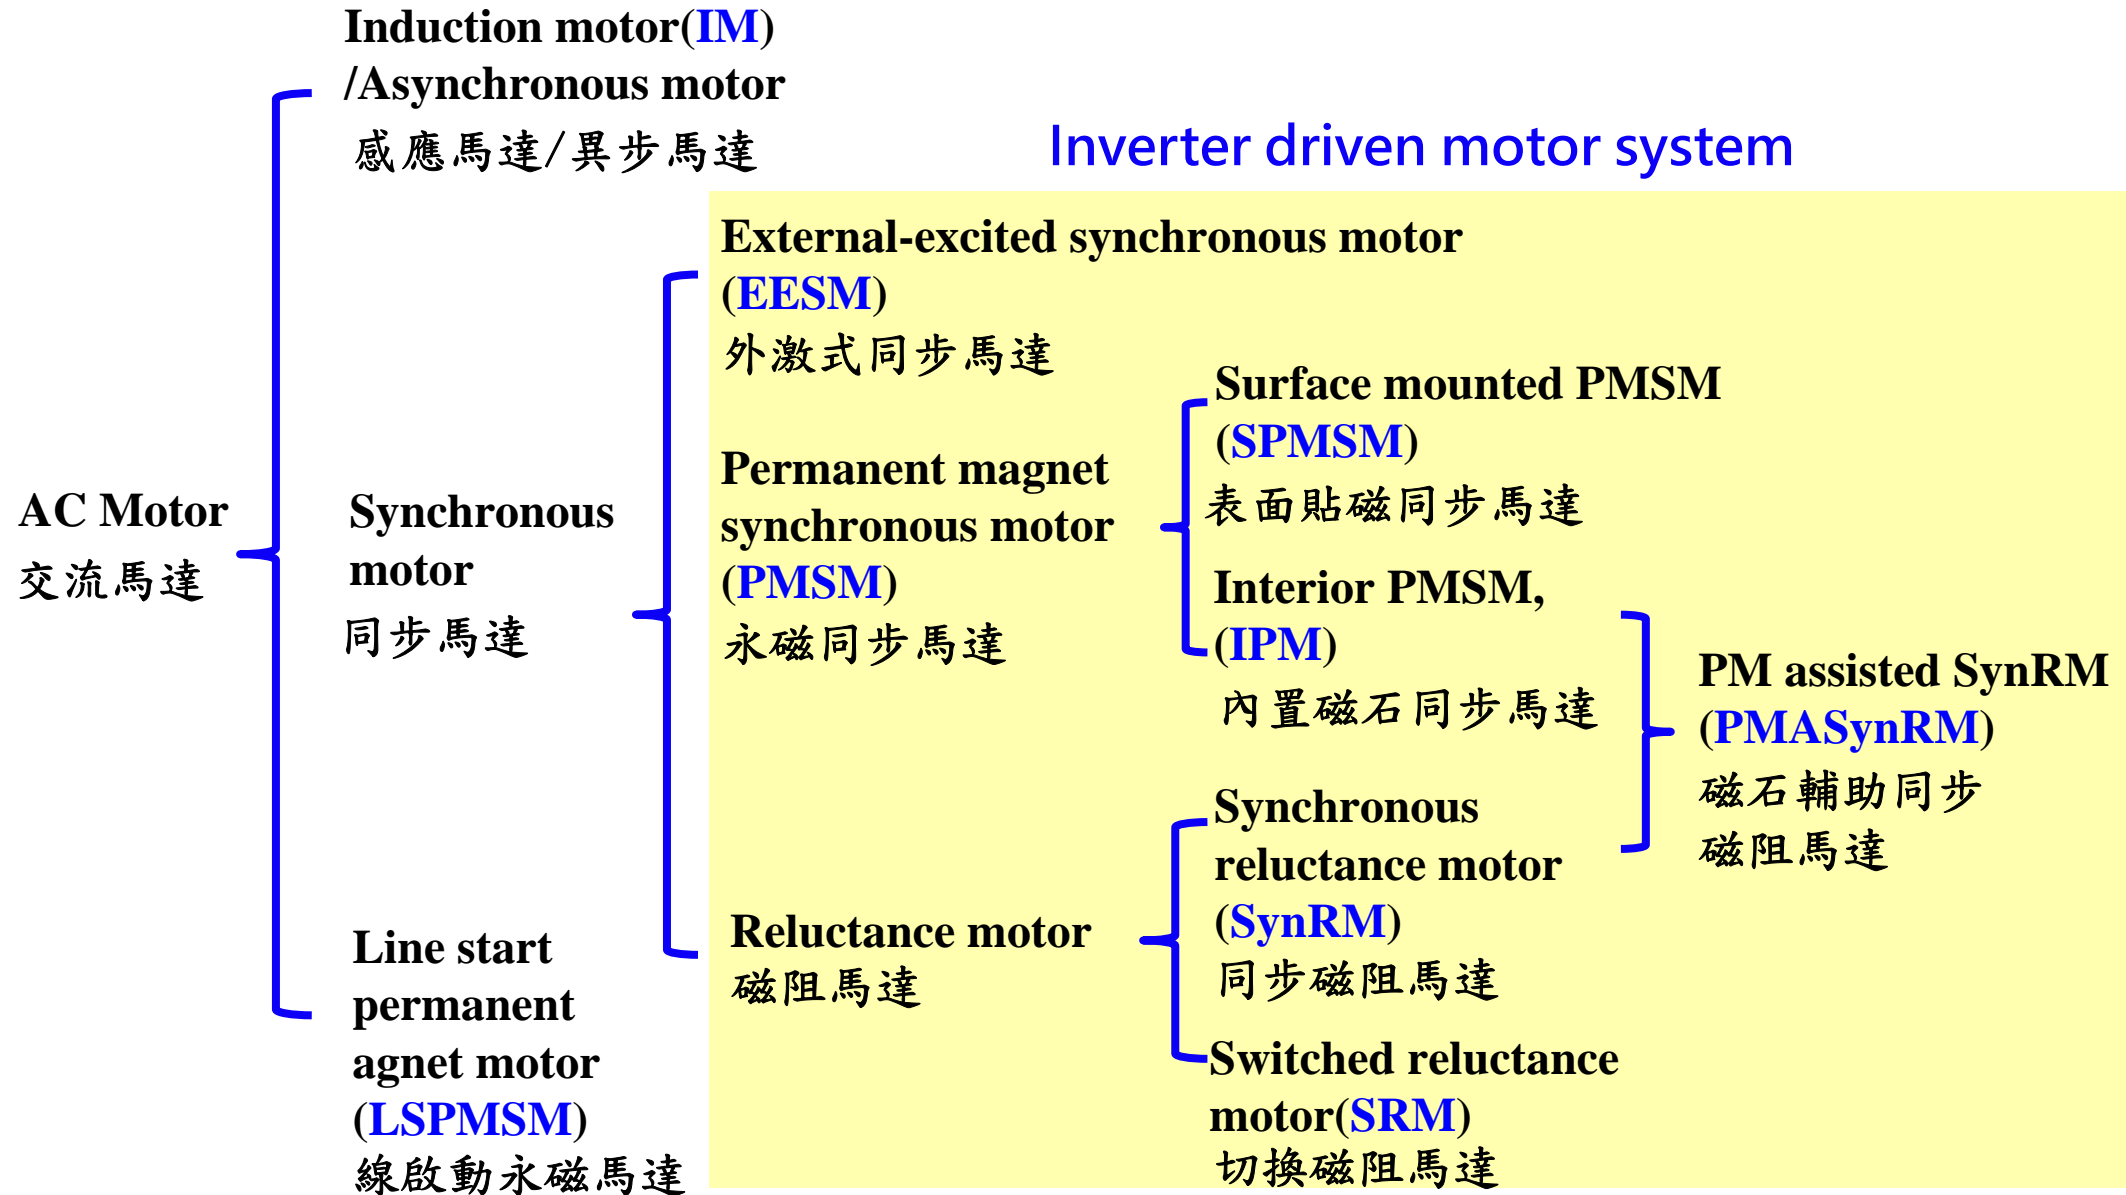 Induction motor(IM)
/Asynchronous motor
感應馬達/異步馬達
Inverter driven motor system
External-excited synchronous motor
(EESM)
外激式同步馬達
Surface mounted PMSM
(SPMSM)
表面貼磁同步馬達
Permanent magnet
synchronous motor
(PMSM)
永磁同步馬達
AC Motor
交流馬達
Synchronous
motor
同步馬達
Interior PMSM,
(IPM)
內置磁石同步馬達
PM assisted SynRM
(PMASynRM)
磁石輔助同步
磁阻馬達
Synchronous
reluctance motor
(SynRM)
同步磁阻馬達
Reluctance motor
磁阻馬達
Line start
permanent
agnet motor
(LSPMSM)
線啟動永磁馬達
Switched reluctance
motor(SRM)
切換磁阻馬達